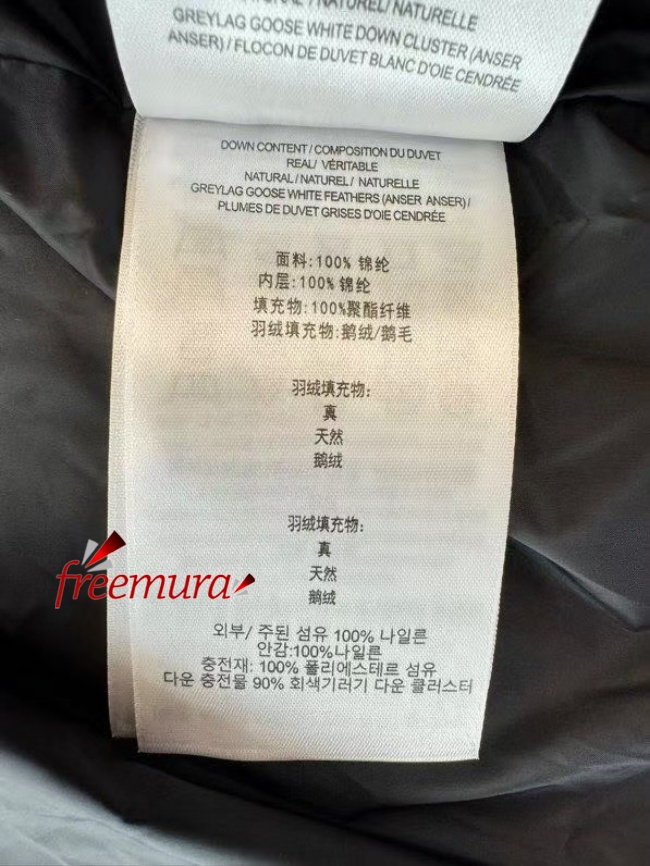 NATUREL/ NATURELLE
GREYLAG GOOSE WHITE DOWN CLUSTER (ANSER
ANSER) / FLOCON DE DUVET BLANC D'OIE CENDRÉE
DOWN CONTENT / COMPOSITION DU DUVET
REAL/ VÉRITABLE
NATURAL / NATUREL / NATURELLE
GREYLAG GOOSE WHITE FEATHERS (ANSER ANSER) /
PLUMES DE DUVET GRISES D'OIE CENDRÉE
面料:100% 锦纶
内层:100% 锦纶
填充物:100%聚酯纤维
羽绒填充物:鹅绒/鹅毛
羽绒填充物:
真
天然
鹅绒
羽绒填充物:
真
天然
鹅绒
freemura
외부/ 주된 섬유 100% 나일론
안감:100%나일론
충전재: 100% 폴리에스테르 섬유
다운 충전물 90% 회색기러기 다운 클러스터